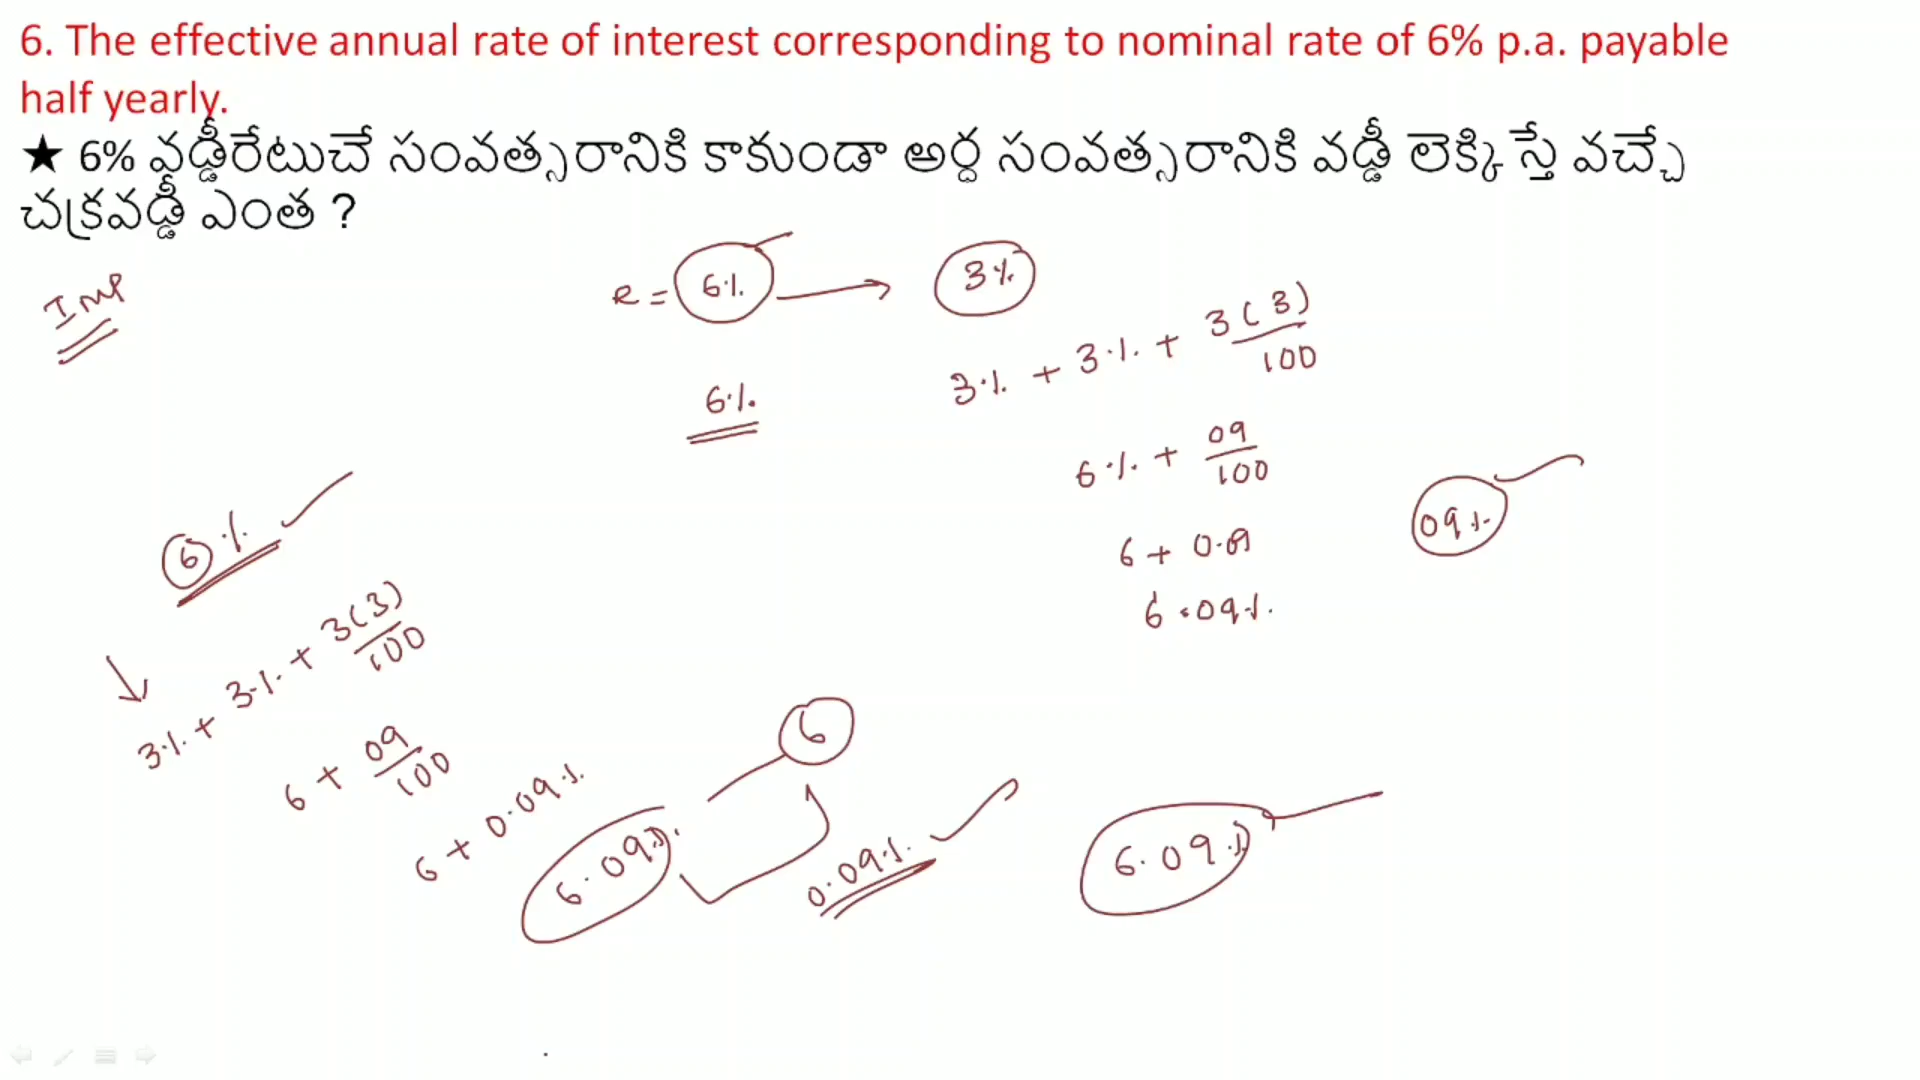 6. The effective annual rate of interest corresponding to nominal rate of 6% p.a. payable
half yearly.
★ 6% వడ్డీరేటుచే సంవత్సరానికి కాకుండా అర్ధ సంవత్సరానికి వడ్డీ లెక్కిస్తే వచ్చే
చక్రవడ్డీ ఎంత ?
Imp
R = 6% → 3%
3% + 3% + 3(3)/100
6%
6% + 09/100
09%
6 + 0.09
6.09%
6%
3% + 3% + 3(3)/100
6 + 09/100
6 + 0.09%
6.09%
6
0.09%
6.09%